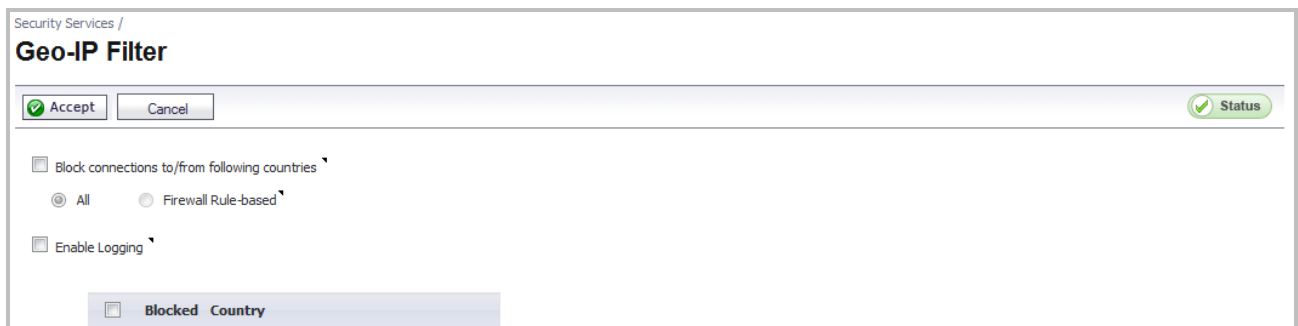 Security Services /
Geo-IP Filter
Accept Cancel Status
Block connections to/from following countries
All Firewall Rule-based
Enable Logging
Blocked Country